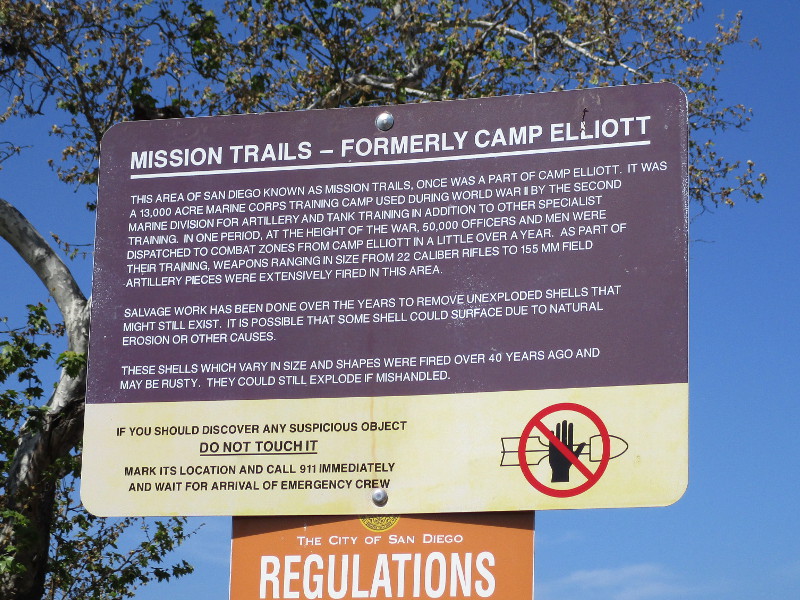 MISSION TRAILS – FORMERLY CAMP ELLIOTT
THIS AREA OF SAN DIEGO KNOWN AS MISSION TRAILS, ONCE WAS A PART OF CAMP ELLIOTT. IT WAS
A 13,000 ACRE MARINE CORPS TRAINING CAMP USED DURING WORLD WAR II BY THE SECOND
MARINE DIVISION FOR ARTILLERY AND TANK TRAINING IN ADDITION TO OTHER SPECIALIST
TRAINING. IN ONE PERIOD, AT THE HEIGHT OF THE WAR, 50,000 OFFICERS AND MEN WERE
DISPATCHED TO COMBAT ZONES FROM CAMP ELLIOTT IN A LITTLE OVER A YEAR. AS PART OF
THEIR TRAINING, WEAPONS RANGING IN SIZE FROM 22 CALIBER RIFLES TO 155 MM FIELD
ARTILLERY PIECES WERE EXTENSIVELY FIRED IN THIS AREA.
SALVAGE WORK HAS BEEN DONE OVER THE YEARS TO REMOVE UNEXPLODED SHELLS THAT
MIGHT STILL EXIST. IT IS POSSIBLE THAT SOME SHELL COULD SURFACE DUE TO NATURAL
EROSION OR OTHER CAUSES.
THESE SHELLS WHICH VARY IN SIZE AND SHAPES WERE FIRED OVER 40 YEARS AGO AND
MAY BE RUSTY. THEY COULD STILL EXPLODE IF MISHANDLED.
IF YOU SHOULD DISCOVER ANY SUSPICIOUS OBJECT
DO NOT TOUCH IT
MARK ITS LOCATION AND CALL 911 IMMEDIATELY
AND WAIT FOR ARRIVAL OF EMERGENCY CREW
THE CITY OF SAN DIEGO
REGULATIONS